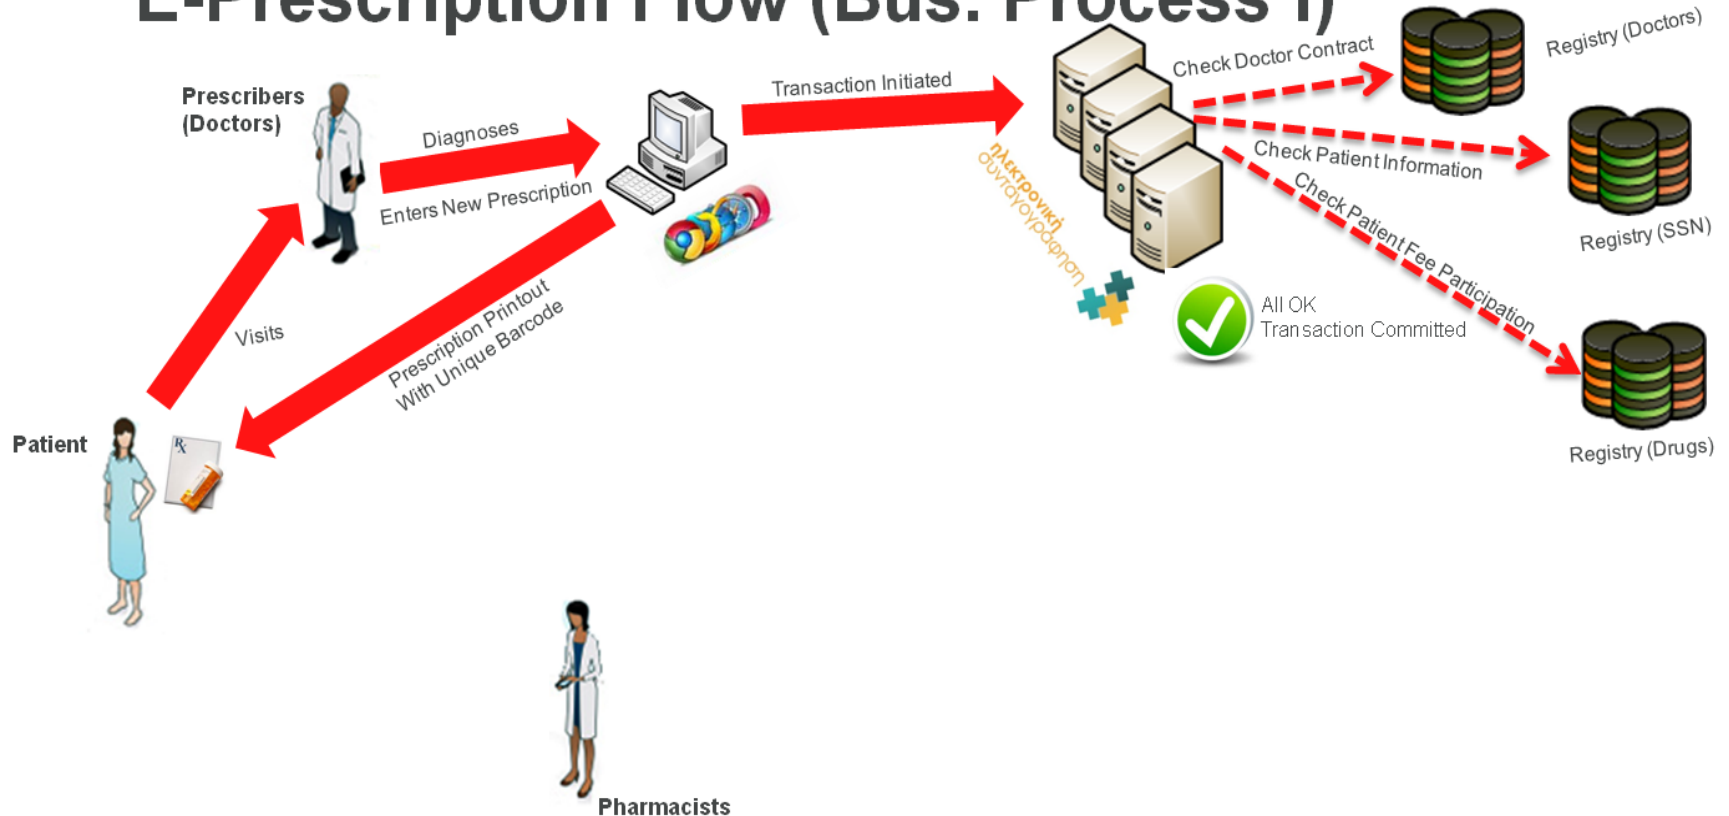 E-Prescription Flow (Bus. Process I)
Prescribers
(Doctors)
Diagnoses
Enters New Prescription
Transaction Initiated
Check Doctor Contract
Registry (Doctors)
Check Patient Information
Registry (SSN)
Check Patient Fee Participation
Registry (Drugs)
ηλεκτρονική
συνταγογράφηση
All OK
Transaction Committed
Visits
Prescription Printout
With Unique Barcode
Patient
Rx
Pharmacists